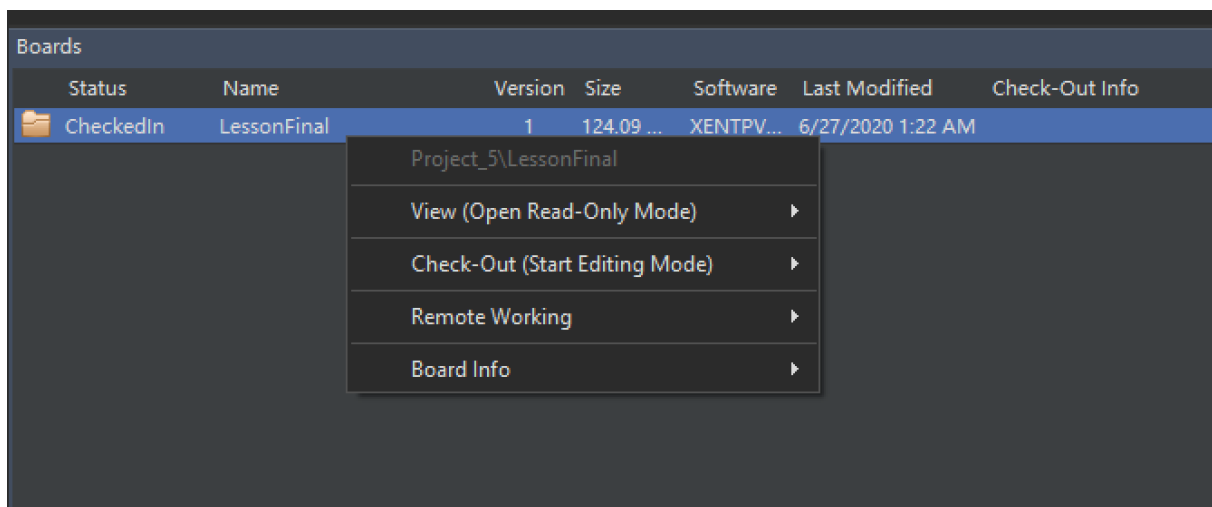 Boards
Status Name Version Size Software Last Modified Check-Out Info
CheckedIn LessonFinal 1 124.09 ... XENTPV... 6/27/2020 1:22 AM
Project_5\LessonFinal
View (Open Read-Only Mode)
Check-Out (Start Editing Mode)
Remote Working
Board Info